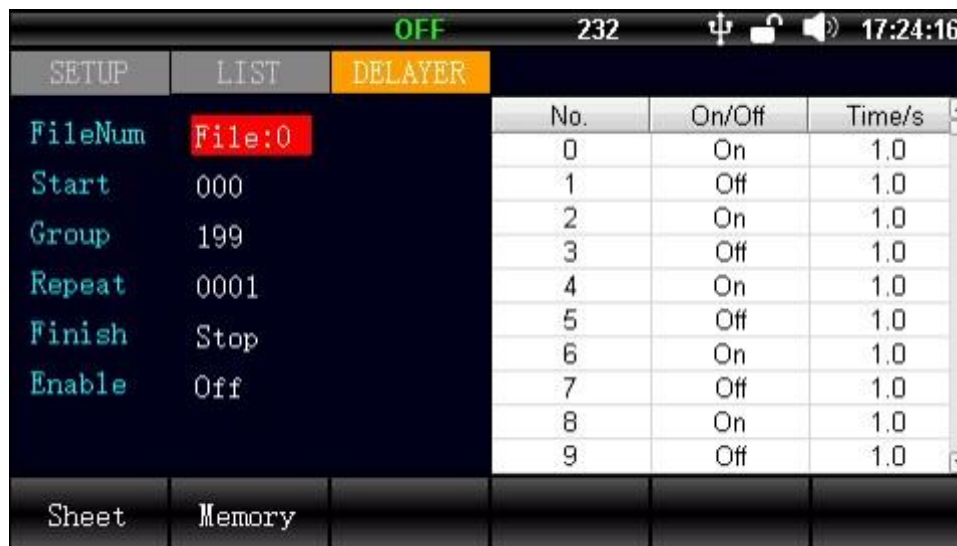 OFF 232 17:24:16
SETUP LIST DELAYER
FileNum File:0
Start 000
Group 199
Repeat 0001
Finish Stop
Enable Off
No. On/Off Time/s
0 On 1.0
1 Off 1.0
2 On 1.0
3 Off 1.0
4 On 1.0
5 Off 1.0
6 On 1.0
7 Off 1.0
8 On 1.0
9 Off 1.0
Sheet Memory